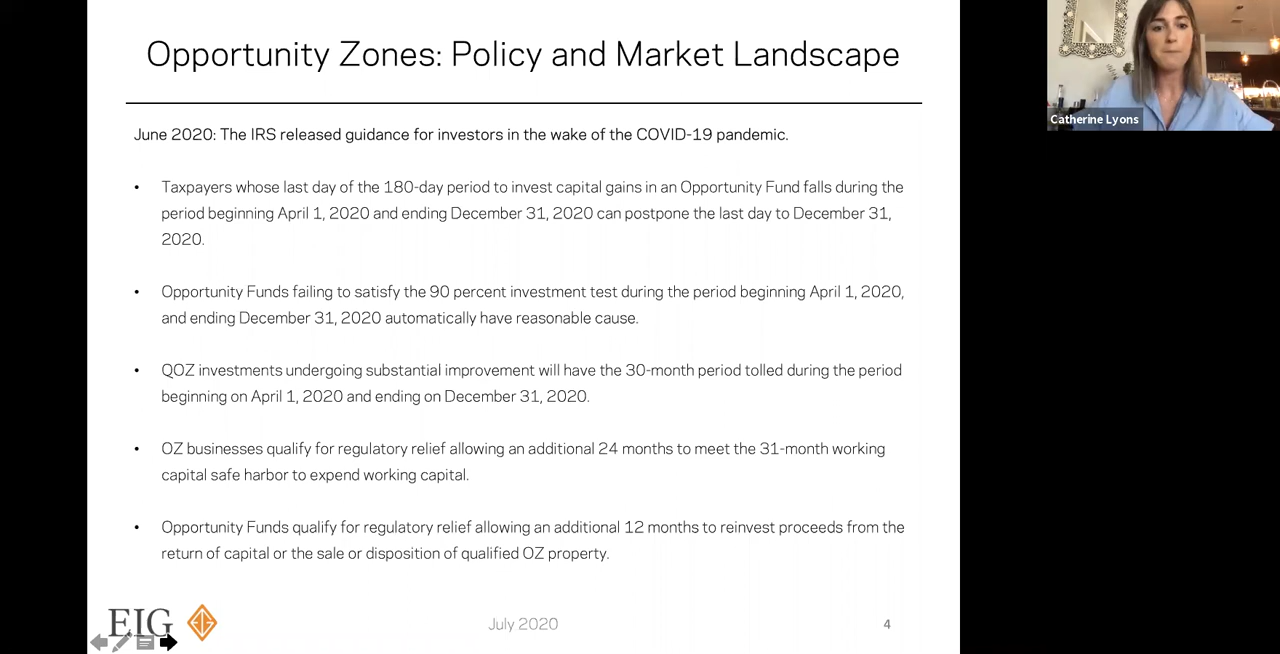 Opportunity Zones: Policy and Market Landscape
June 2020: The IRS released guidance for investors in the wake of the COVID-19 pandemic.
• Taxpayers whose last day of the 180-day period to invest capital gains in an Opportunity Fund falls during the
period beginning April 1, 2020 and ending December 31, 2020 can postpone the last day to December 31,
2020.
• Opportunity Funds failing to satisfy the 90 percent investment test during the period beginning April 1, 2020,
and ending December 31, 2020 automatically have reasonable cause.
• QOZ investments undergoing substantial improvement will have the 30-month period tolled during the period
beginning on April 1, 2020 and ending on December 31, 2020.
• OZ businesses qualify for regulatory relief allowing an additional 24 months to meet the 31-month working
capital safe harbor to expend working capital.
• Opportunity Funds qualify for regulatory relief allowing an additional 12 months to reinvest proceeds from the
return of capital or the sale or disposition of qualified OZ property.
EIG
July 2020
4
Catherine Lyons